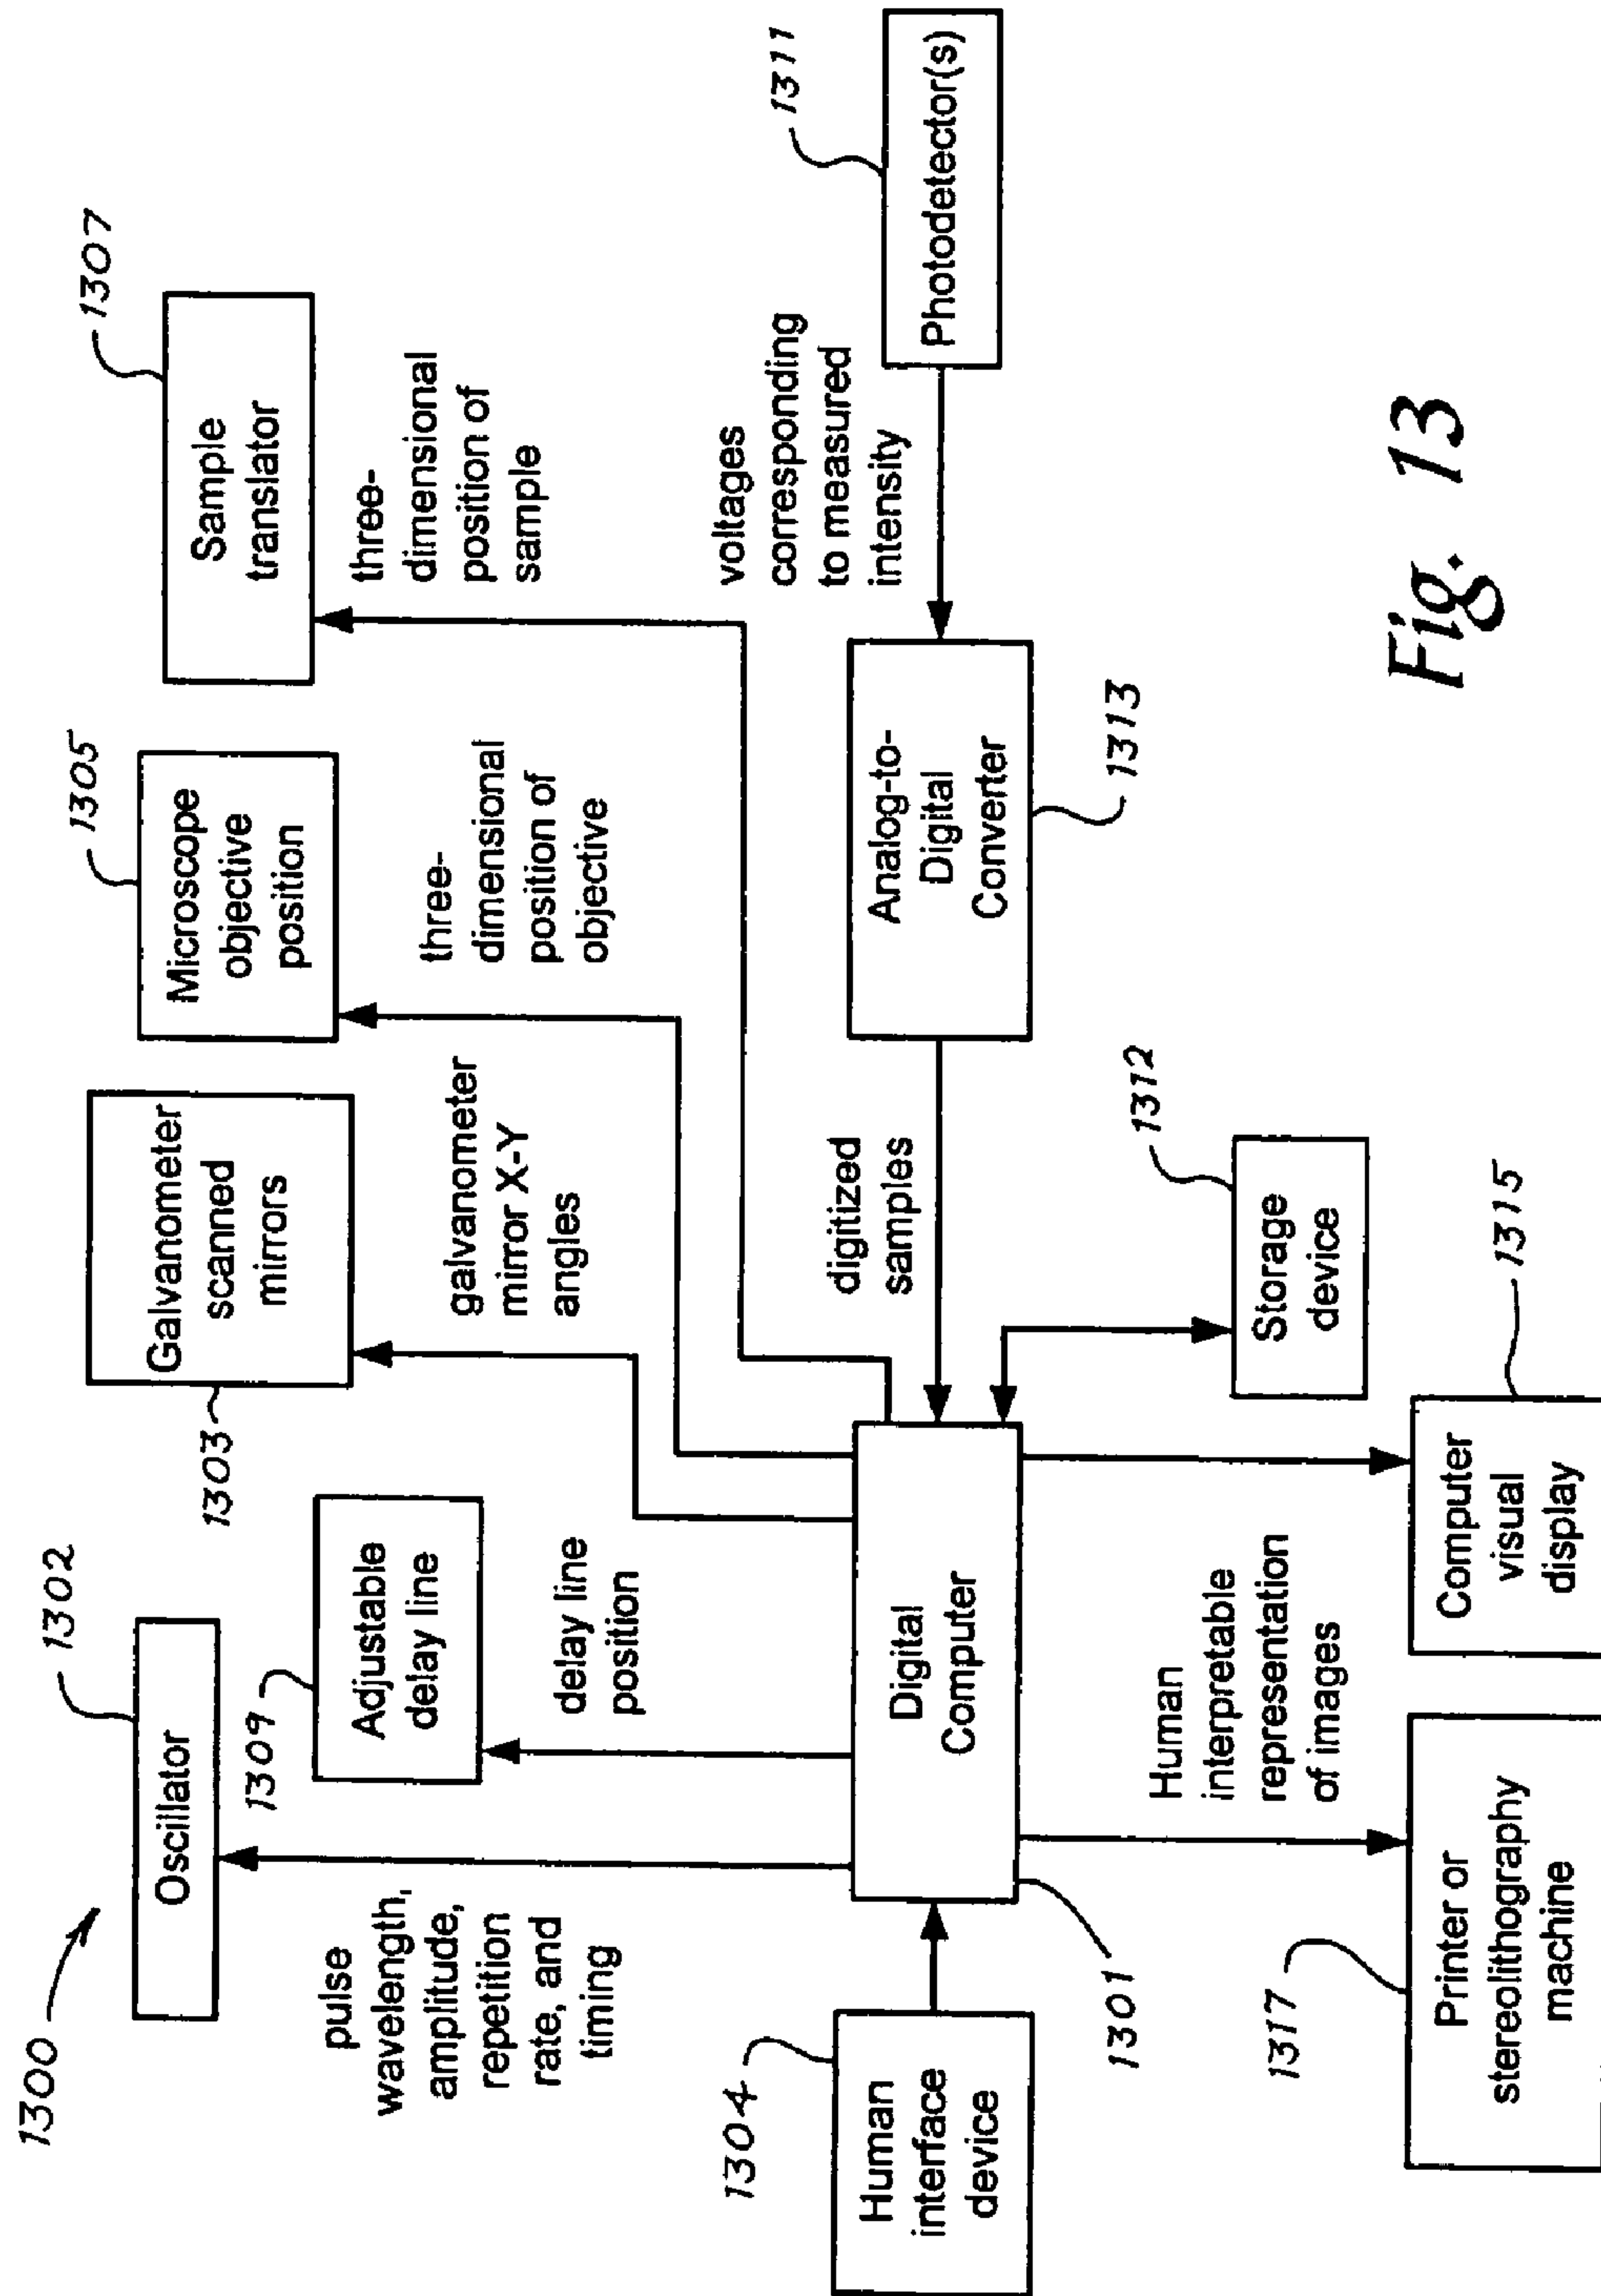 1300
Oscillator
1302
pulse
wavelength,
amplitude,
repetition
rate, and
timing
1309
Adjustable
delay line
delay line
position
1303
Galvanometer
scanned
mirrors
galvanometer
mirror X-Y
angles
1305
Microscope
objective
position
three-
dimensional
position of
objective
1307
Sample
translator
three-
dimensional
position of
sample
1304
Human
interface
device
Digital
Computer
1301
digitized
samples
Analog-to-
Digital
Converter
1313
voltages
corresponding
to measured
intensity
1311
Photodetector(s)
1312
Storage
device
Human
interpretable
representation
of images
1317
Printer or
stereolithography
machine
1315
Computer
visual
display
Fig. 13